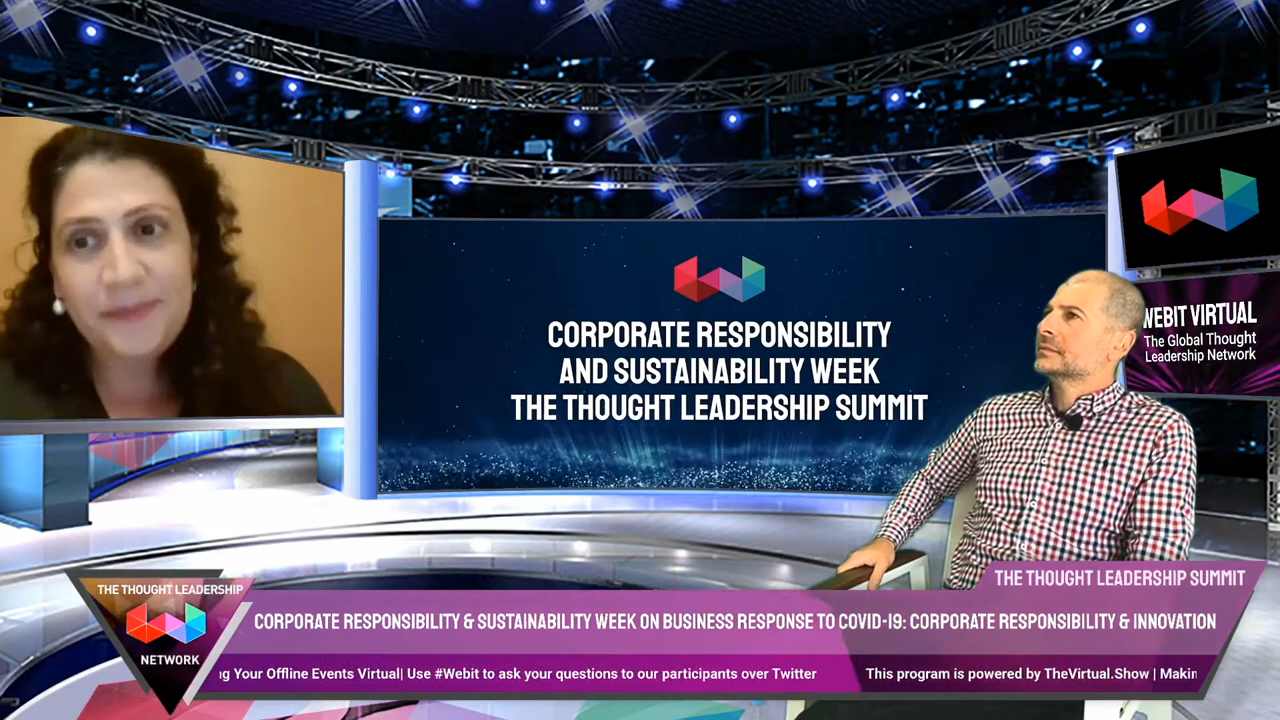 CORPORATE RESPONSIBILITY
AND SUSTAINABILITY WEEK
THE THOUGHT LEADERSHIP SUMMIT
WEBIT VIRTUAL
The Global Thought
Leadership Network
THE THOUGHT LEADERSHIP SUMMIT
THE THOUGHT LEADERSHIP
NETWORK
CORPORATE RESPONSIBILITY & SUSTAINABILITY WEEK ON BUSINESS RESPONSE TO COVID-19: CORPORATE RESPONSIBILITY & INNOVATION
Your Offline Events Virtual| Use #Webit to ask your questions to our participants over Twitter This program is powered by TheVirtual.Show |